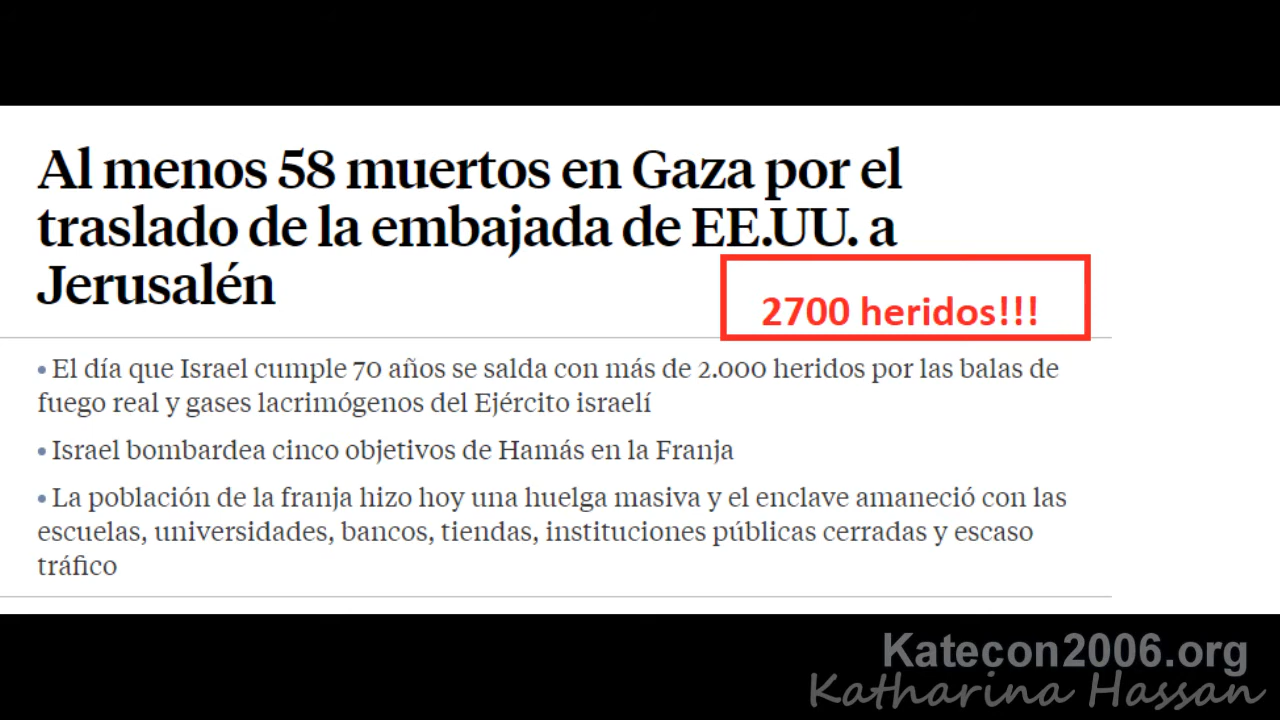 Al menos 58 muertos en Gaza por el
traslado de la embajada de EE.UU. a
Jerusalén
2700 heridos!!!
• El día que Israel cumple 70 años se salda con más de 2.000 heridos por las balas de
fuego real y gases lacrimógenos del Ejército israelí
• Israel bombardea cinco objetivos de Hamás en la Franja
• La población de la franja hizo hoy una huelga masiva y el enclave amaneció con las
escuelas, universidades, bancos, tiendas, instituciones públicas cerradas y escaso
tráfico
Katecon2006.org
Katharina Hassan